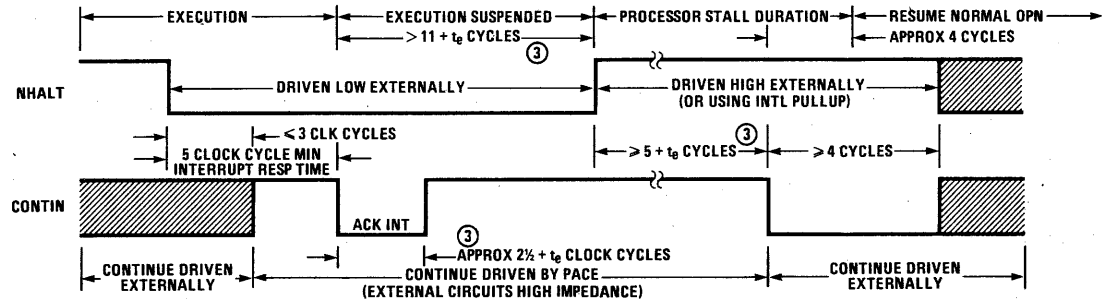 EXECUTION
EXECUTION SUSPENDED
PROCESSOR STALL DURATION
RESUME NORMAL OPN
> 11 + te CYCLES
③
APPROX 4 CYCLES
NHALT
DRIVEN LOW EXTERNALLY
DRIVEN HIGH EXTERNALLY
(OR USING INTL PULLUP)
≤ 3 CLK CYCLES
5 CLOCK CYCLE MIN
INTERRUPT RESP TIME
③
≥ 5 + te CYCLES
≥ 4 CYCLES
CONTIN
ACK INT
③
APPROX 2½ + te CLOCK CYCLES
CONTINUE DRIVEN
EXTERNALLY
CONTINUE DRIVEN BY PACE
(EXTERNAL CIRCUITS HIGH IMPEDANCE)
CONTINUE DRIVEN
EXTERNALLY